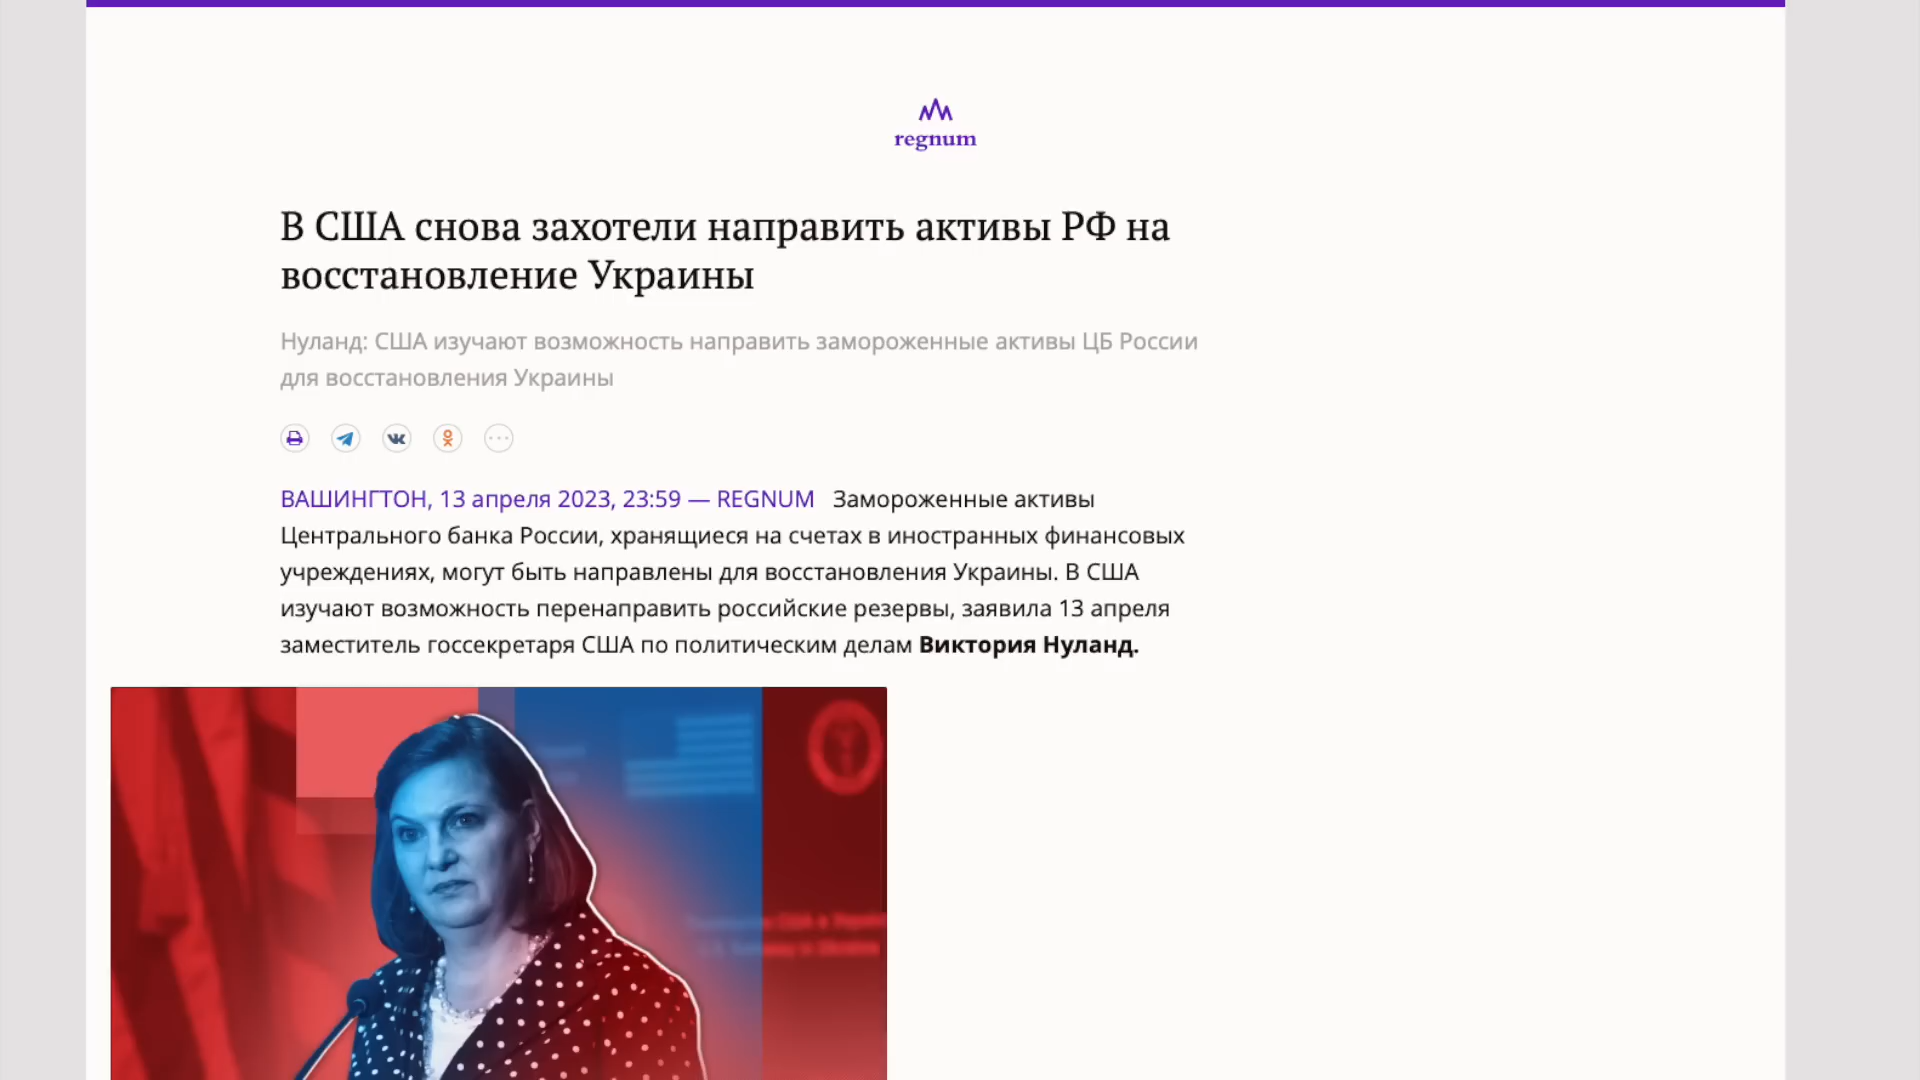 regnum
В США снова захотели направить активы РФ на
восстановление Украины
Нуланд: США изучают возможность направить замороженные активы ЦБ России
для восстановления Украины
ВАШИНГТОН, 13 апреля 2023, 23:59 — REGNUM Замороженные активы
Центрального банка России, хранящиеся на счетах в иностранных финансовых
учреждениях, могут быть направлены для восстановления Украины. В США
изучают возможность перенаправить российские резервы, заявила 13 апреля
заместитель госсекретаря США по политическим делам Виктория Нуланд.